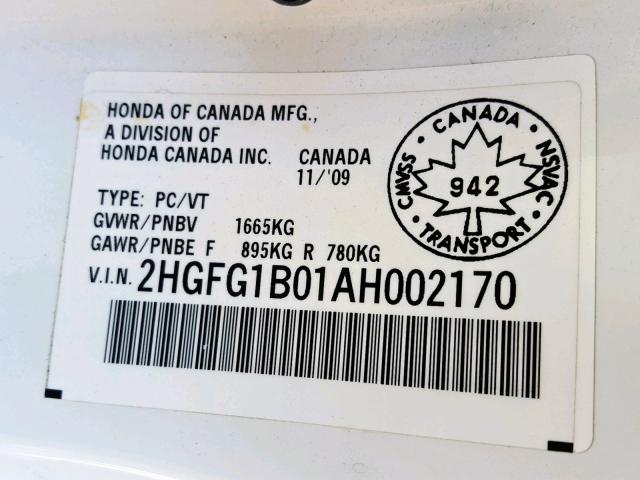 HONDA OF CANADA MFG.,
A DIVISION OF
HONDA CANADA INC. CANADA
11/'09
TYPE: PC/VT
GVWR/PNBV 1665KG
GAWR/PNBE F 895KG R 780KG
V.I.N. 2HGFG1B01AH002170
CMVSS • CANADA • NSVAC • TRANSPORT •
942